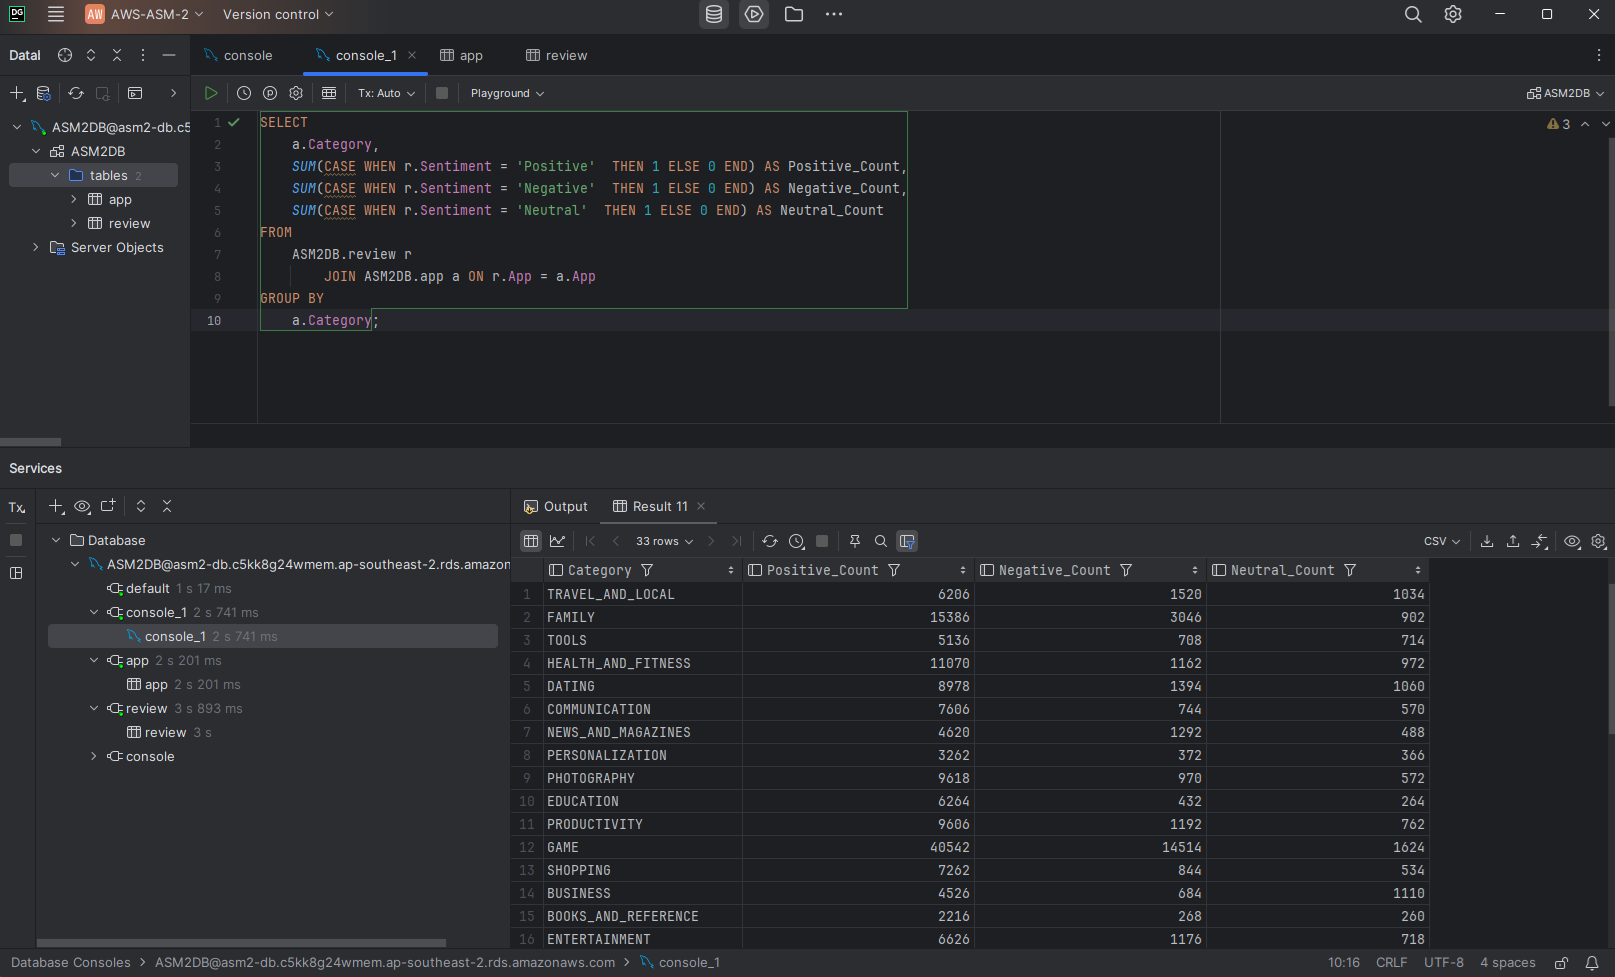 DG AW AWS-ASM-2 Version control
Datal console console_1 app review
Tx: Auto Playground ASM2DB
ASM2DB@asm2-db.c5
ASM2DB
tables 2
app
review
Server Objects
3
1 SELECT
2 a.Category,
3 SUM(CASE WHEN r.Sentiment = 'Positive' THEN 1 ELSE 0 END) AS Positive_Count,
4 SUM(CASE WHEN r.Sentiment = 'Negative' THEN 1 ELSE 0 END) AS Negative_Count,
5 SUM(CASE WHEN r.Sentiment = 'Neutral' THEN 1 ELSE 0 END) AS Neutral_Count
6 FROM
7 ASM2DB.review r
8 JOIN ASM2DB.app a ON r.App = a.App
9 GROUP BY
10 a.Category;
Services
Tx
Database
ASM2DB@asm2-db.c5kk8g24wmem.ap-southeast-2.rds.amazon
default 1 s 17 ms
console_1 2 s 741 ms
console_1 2 s 741 ms
app 2 s 201 ms
app 2 s 201 ms
review 3 s 893 ms
review 3 s
console
Output Result 11
33 rows CSV
Category Positive_Count Negative_Count Neutral_Count
1 TRAVEL_AND_LOCAL 6206 1520 1034
2 FAMILY 15386 3046 902
3 TOOLS 5136 708 714
4 HEALTH_AND_FITNESS 11070 1162 972
5 DATING 8978 1394 1060
6 COMMUNICATION 7606 744 570
7 NEWS_AND_MAGAZINES 4620 1292 488
8 PERSONALIZATION 3262 372 366
9 PHOTOGRAPHY 9618 970 572
10 EDUCATION 6264 432 264
11 PRODUCTIVITY 9606 1192 762
12 GAME 40542 14514 1624
13 SHOPPING 7262 844 534
14 BUSINESS 4526 684 1110
15 BOOKS_AND_REFERENCE 2216 268 260
16 ENTERTAINMENT 6626 1176 718
Database Consoles > ASM2DB@asm2-db.c5kk8g24wmem.ap-southeast-2.rds.amazonaws.com > console_1
10:16 CRLF UTF-8 4 spaces